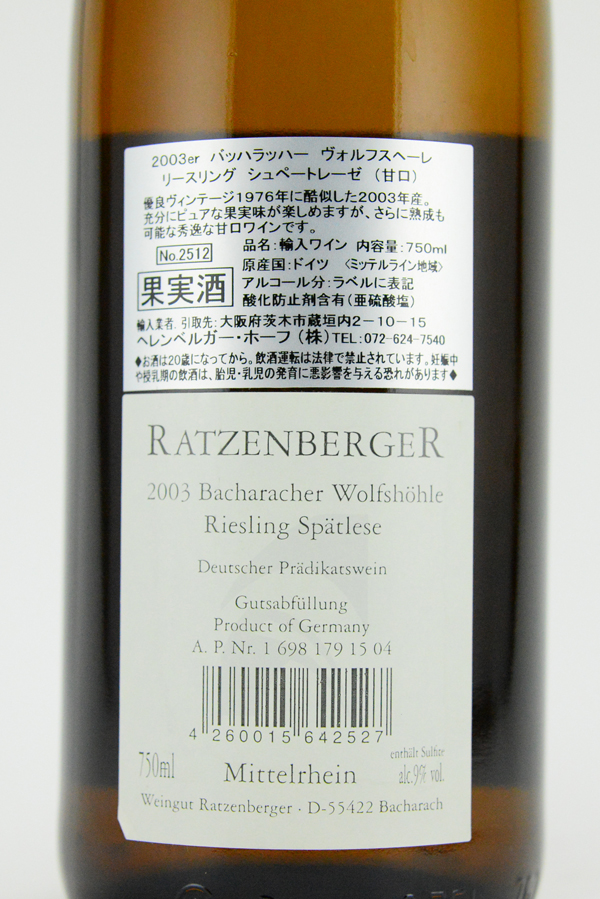 2003er バッハラッハー ヴォルフスヘーレ
リースリング シュペートレーゼ (甘口)
優良ヴィンテージ1976年に酷似した2003年産。
充分にピュアな果実味が楽しめますが、さらに熟成も
可能な秀逸な甘口ワインです。
No.2512
品名:輸入ワイン 内容量:750ml
原産国:ドイツ 〈ミッテルライン地域〉
果実酒
アルコール分:ラベルに表記
酸化防止剤含有(亜硫酸塩)
輸入業者、引取先:大阪府茨木市蔵垣内2-10-15
ヘレンベルガー・ホーフ(株)TEL:072-624-7540
◆お酒は20歳になってから。飲酒運転は法律で禁止されています。妊娠中
や授乳期の飲酒は、胎児・乳児の発育に悪影響を与える恐れがあります◆
RATZENBERGER
2003 Bacharacher Wolfshöhle
Riesling Spätlese
Deutscher Prädikatswein
Gutsabfüllung
Product of Germany
A. P. Nr. 1 698 179 15 04
4 260015 642527
750ml
Mittelrhein
enthält Sulfite
alc.9% vol.
Weingut Ratzenberger · D-55422 Bacharach